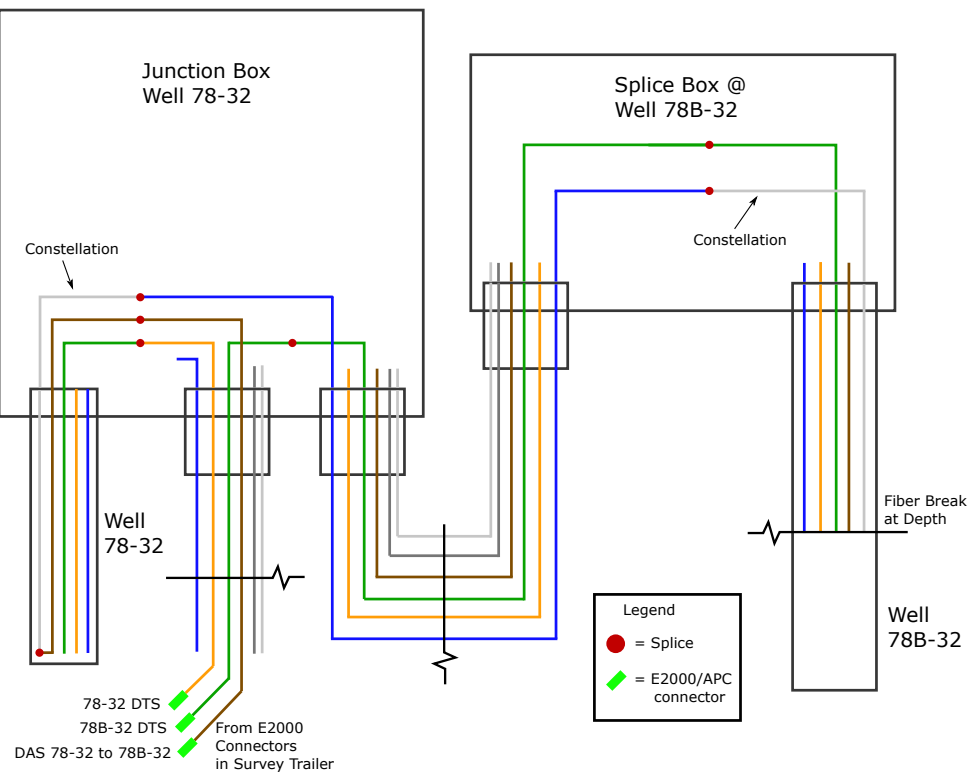 Junction Box
Well 78-32
Splice Box @
Well 78B-32
Constellation
Constellation
Well
78-32
Fiber Break
at Depth
Well
78B-32
Legend
= Splice
= E2000/APC
connector
78-32 DTS
78B-32 DTS
DAS 78-32 to 78B-32
From E2000
Connectors
in Survey Trailer